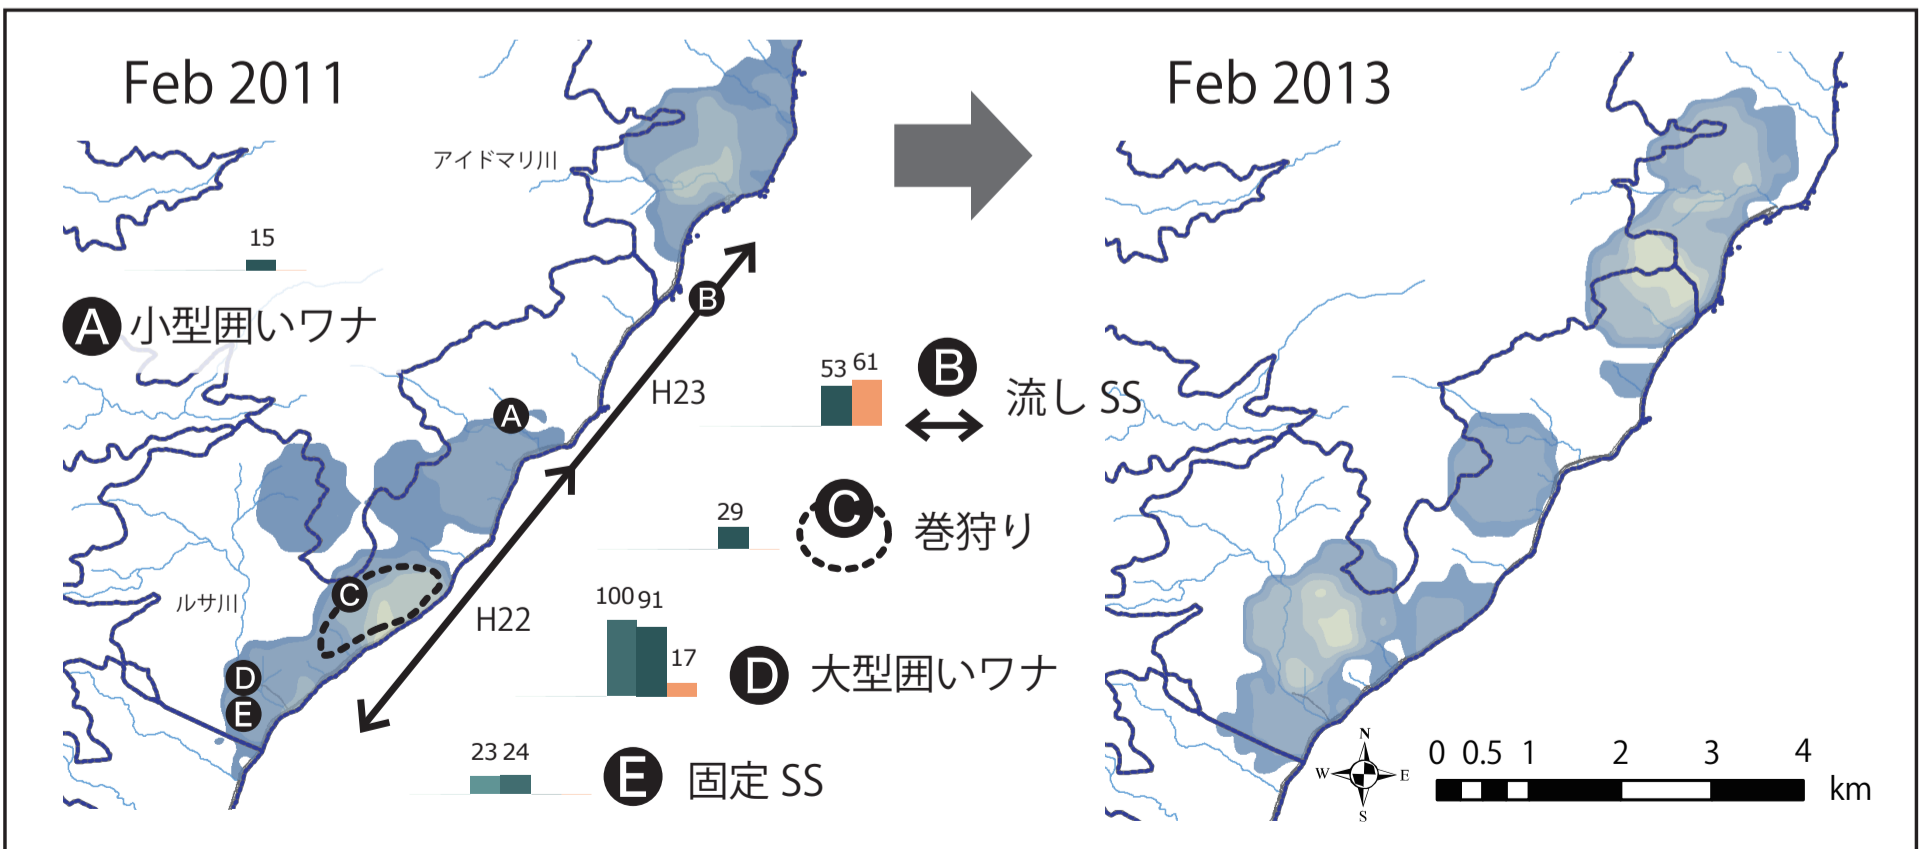 Feb 2011
Feb 2013
アイドマリ川
15
A 小型囲いワナ
B
53 61
B 流し SS
H23
A
29
C 巻狩り
C
ルサ川
H22
100 91
17
D 大型囲いワナ
D
E
23 24
E 固定 SS
N
W E
S
0 0.5 1 2 3 4
km